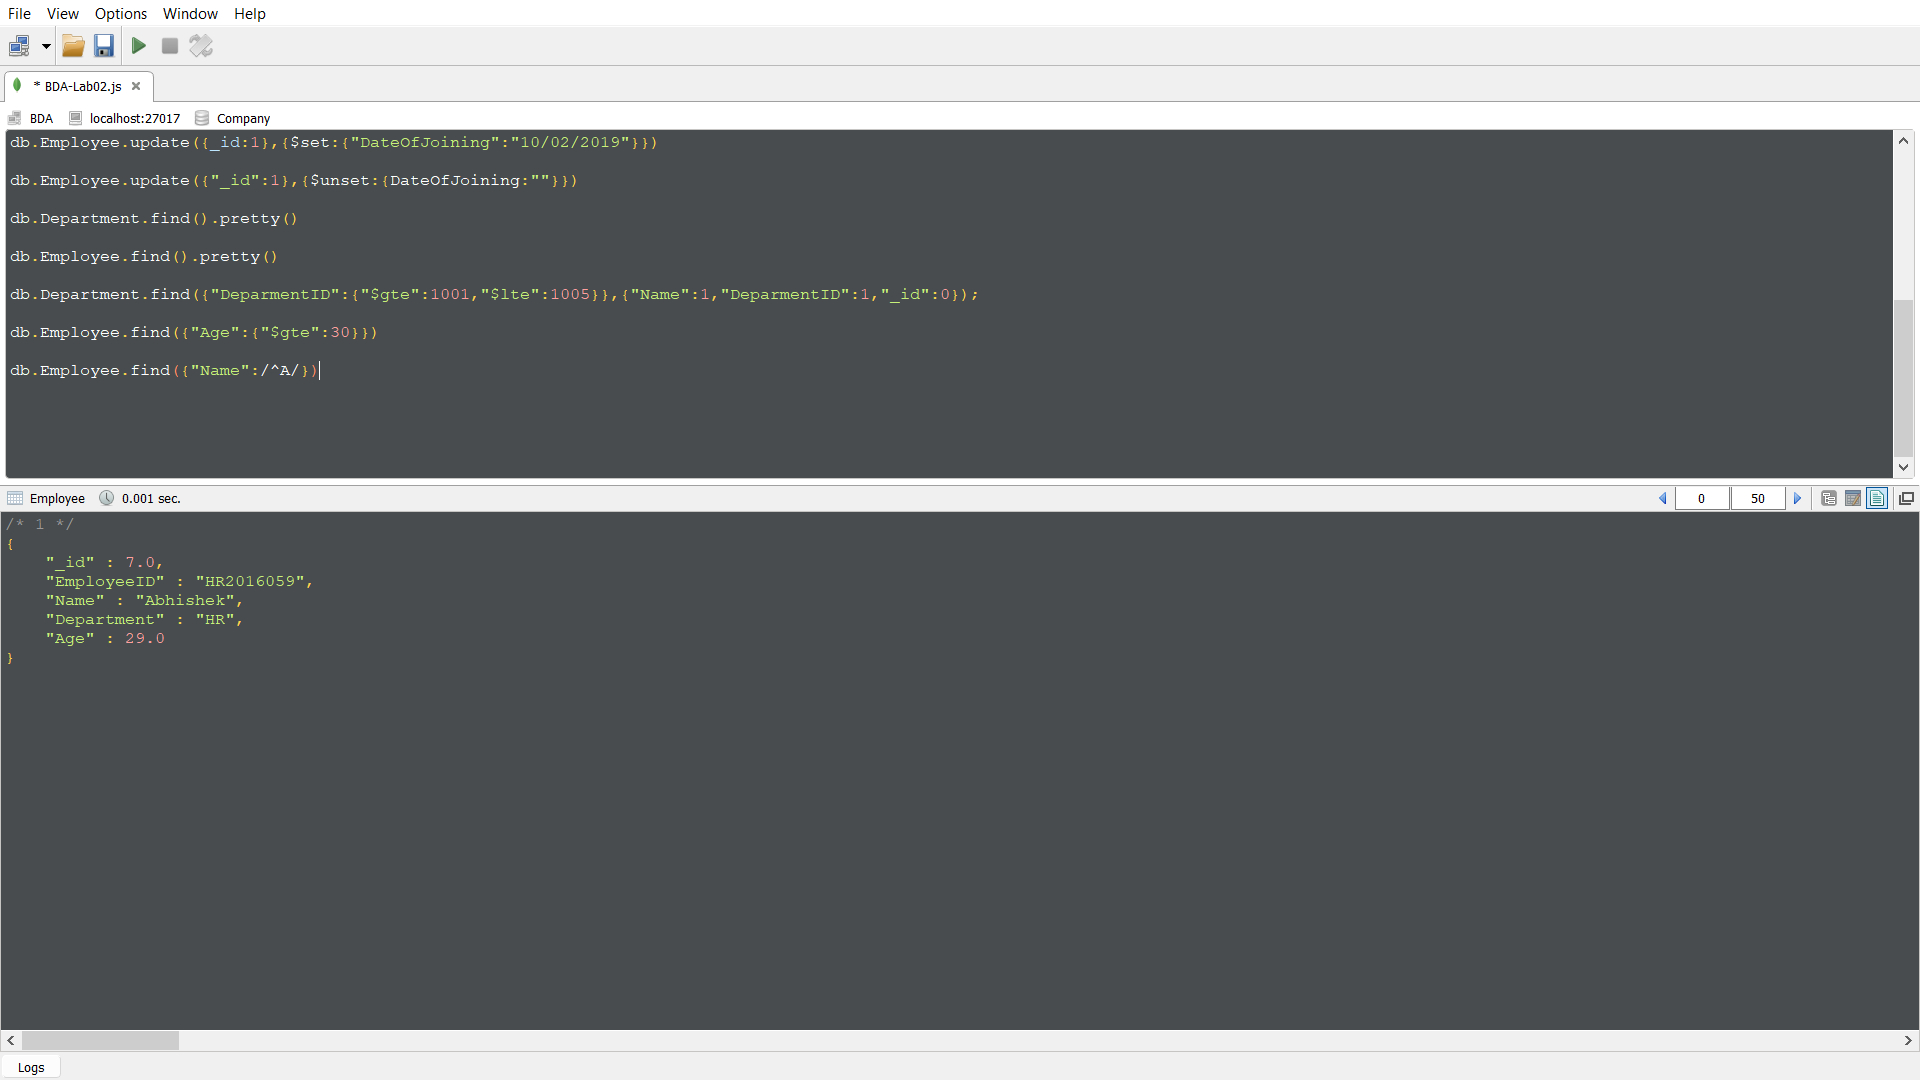 File View Options Window Help
* BDA-Lab02.js
BDA localhost:27017 Company
db.Employee.update({_id:1},{$set:{"DateOfJoining":"10/02/2019"}})
db.Employee.update({"_id":1},{$unset:{DateOfJoining:""}})
db.Department.find().pretty()
db.Employee.find().pretty()
db.Department.find({"DeparmentID":{"$gte":1001,"$lte":1005}},{"Name":1,"DeparmentID":1,"_id":0});
db.Employee.find({"Age":{"$gte":30}})
db.Employee.find({"Name":/^A/})
Employee 0.001 sec. 0 50
/* 1 */
{
"_id" : 7.0,
"EmployeeID" : "HR2016059",
"Name" : "Abhishek",
"Department" : "HR",
"Age" : 29.0
}
Logs